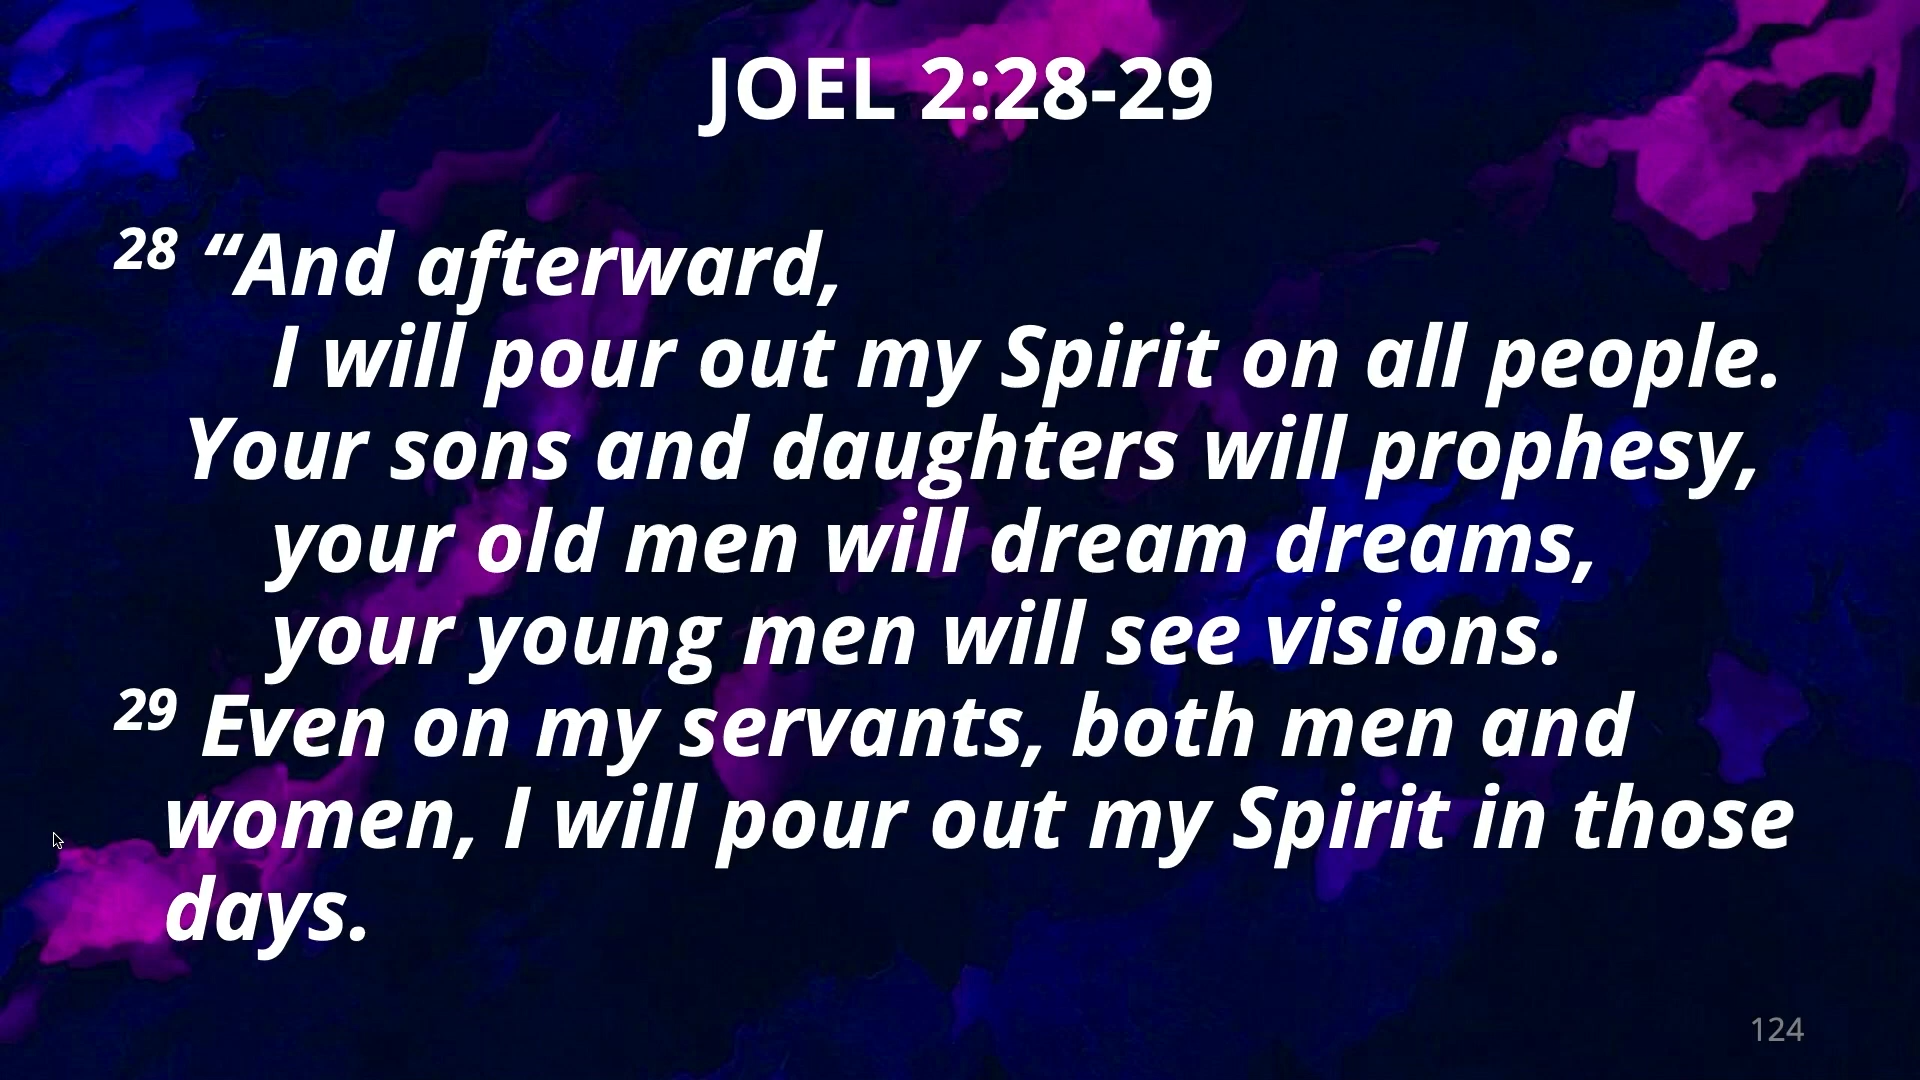 JOEL 2:28-29
28 “And afterward,
I will pour out my Spirit on all people.
Your sons and daughters will prophesy,
your old men will dream dreams,
your young men will see visions.
29 Even on my servants, both men and
women, I will pour out my Spirit in those
days.
124